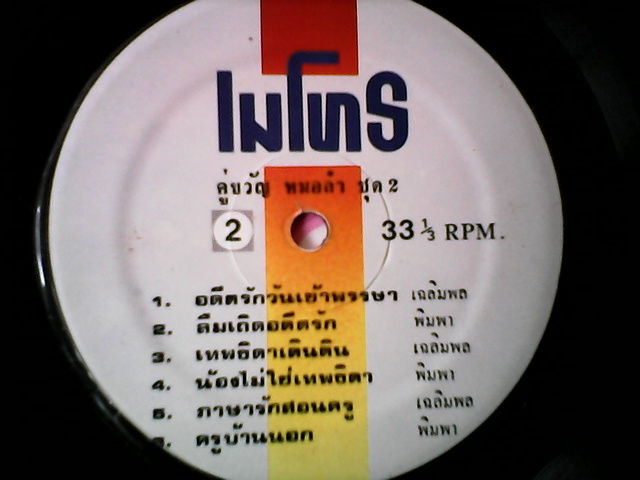 ไมโทร
คู่ขวัญ หมอลำ ชุด 2
2 33 ⅓ RPM.
1. อดีตรักวันเข้าพรรษา เฉลิมพล
2. ลืมเถิดอดีตรัก พิมพา
3. เทพธิดาเดินดิน เฉลิมพล
4. น้องไม่ใช่เทพธิดา พิมพา
5. ภาษารักสอนครู เฉลิมพล
6. ครูบ้านนอก พิมพา